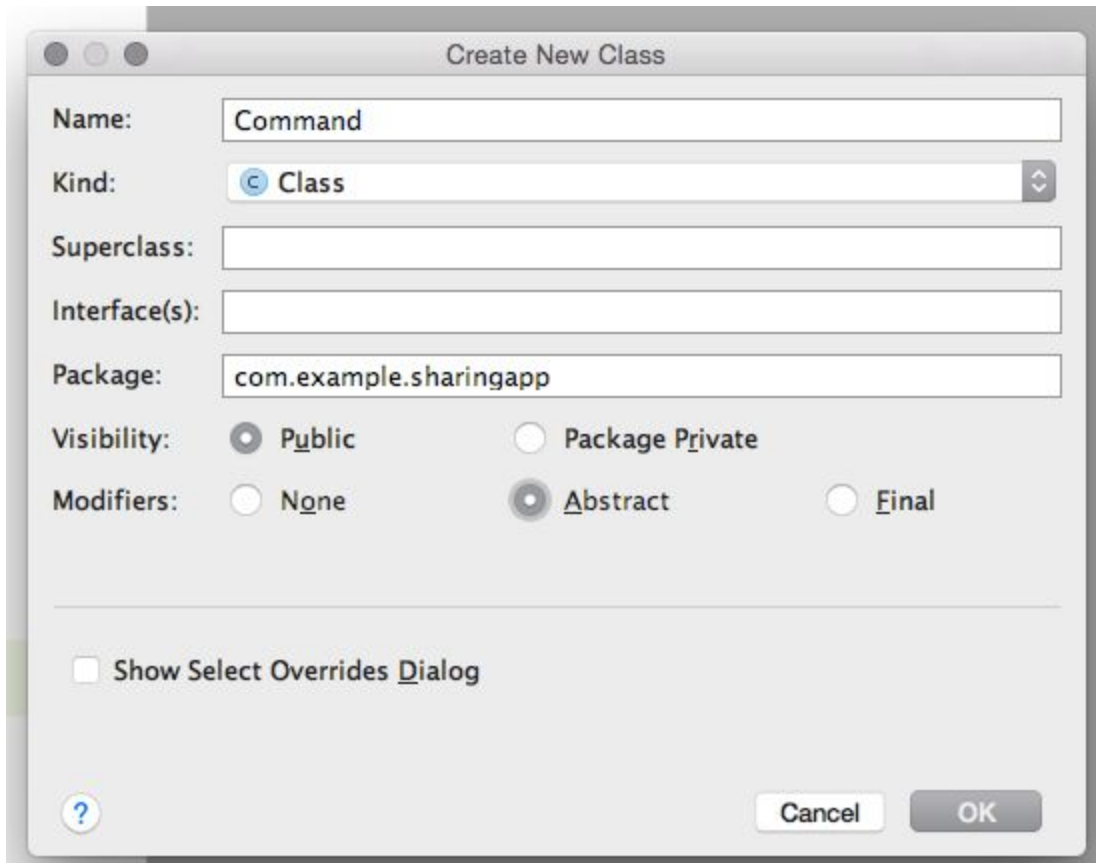 Create New Class
Name: Command
Kind: C Class
Superclass:
Interface(s):
Package: com.example.sharingapp
Visibility: Public Package Private
Modifiers: None Abstract Final
Show Select Overrides Dialog
? Cancel OK